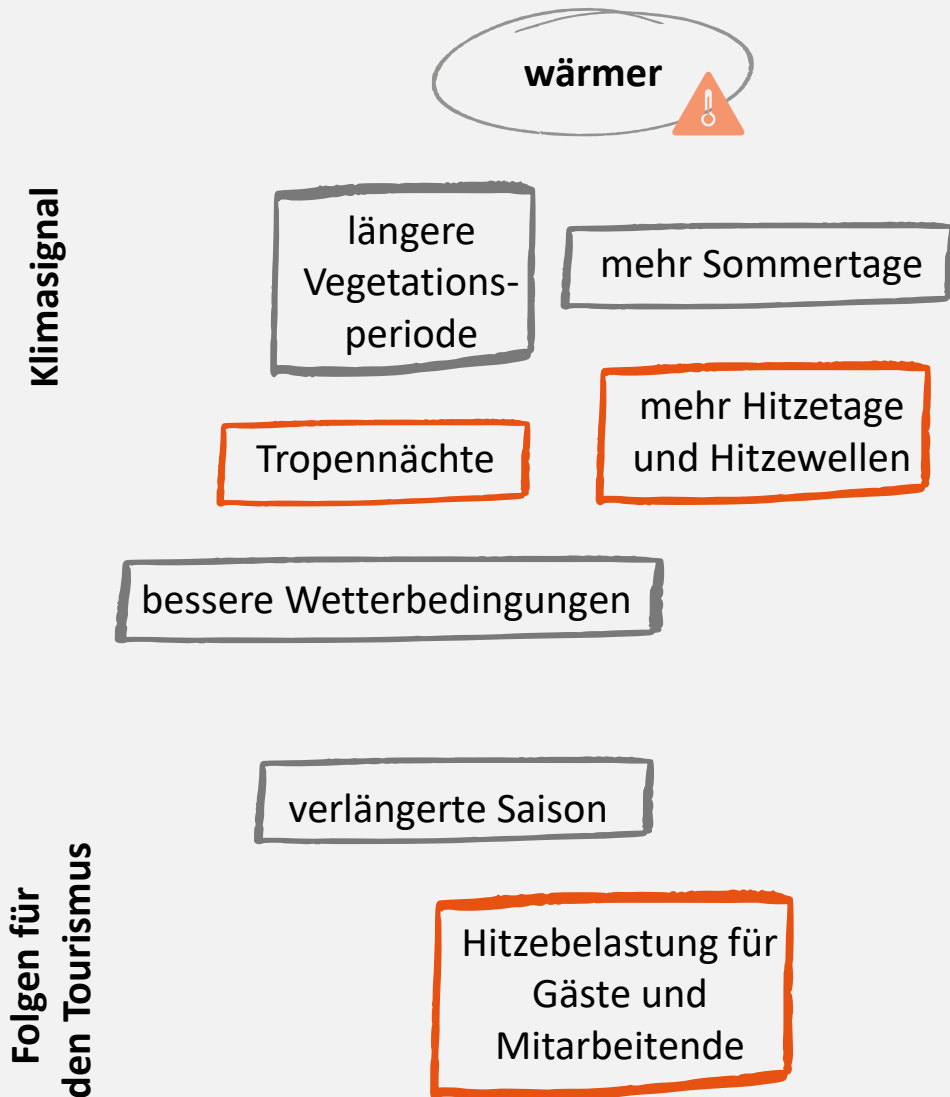 wärmer
Klimasignal
längere
Vegetations-
periode
mehr Sommertage
Tropennächte
mehr Hitzetage
und Hitzewellen
bessere Wetterbedingungen
Folgen für
den Tourismus
verlängerte Saison
Hitzebelastung für
Gäste und
Mitarbeitende